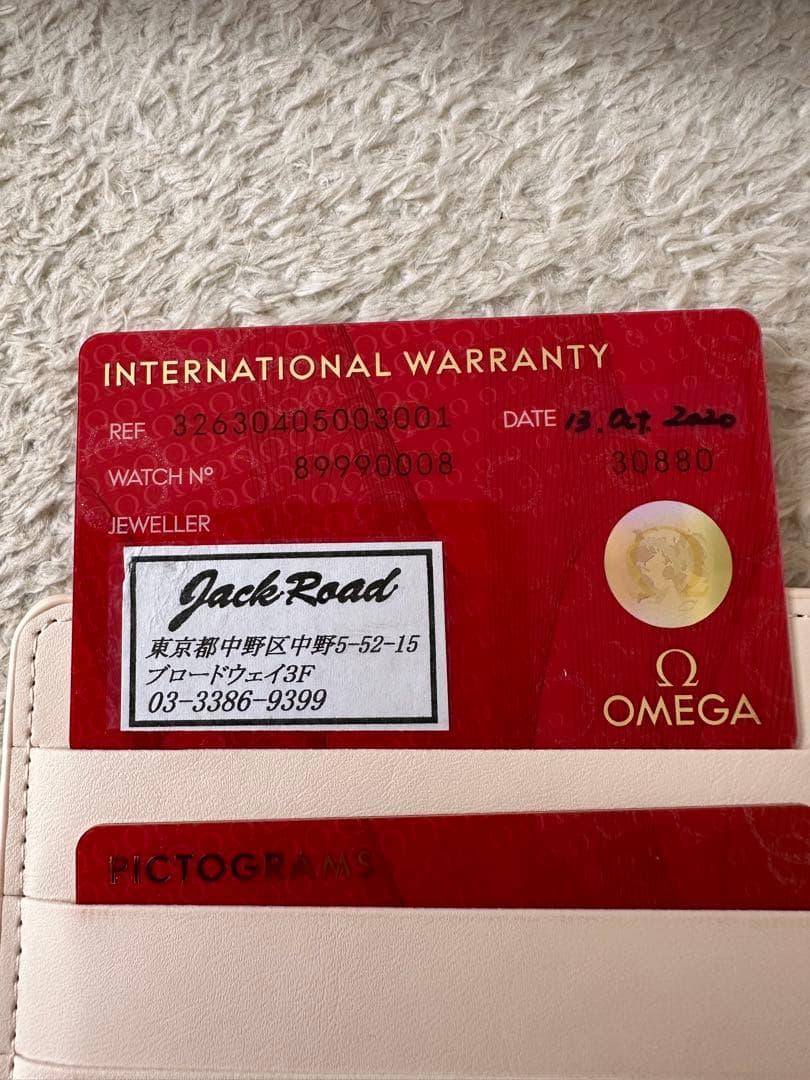 INTERNATIONAL WARRANTY
REF 32630405003001 DATE 13. Oct. 2020
WATCH Nº 89990008 30880
JEWELLER
Jack Road
東京都中野区中野5-52-15
ブロードウェイ3F
03-3386-9399
Ω
OMEGA
PICTOGRAMS